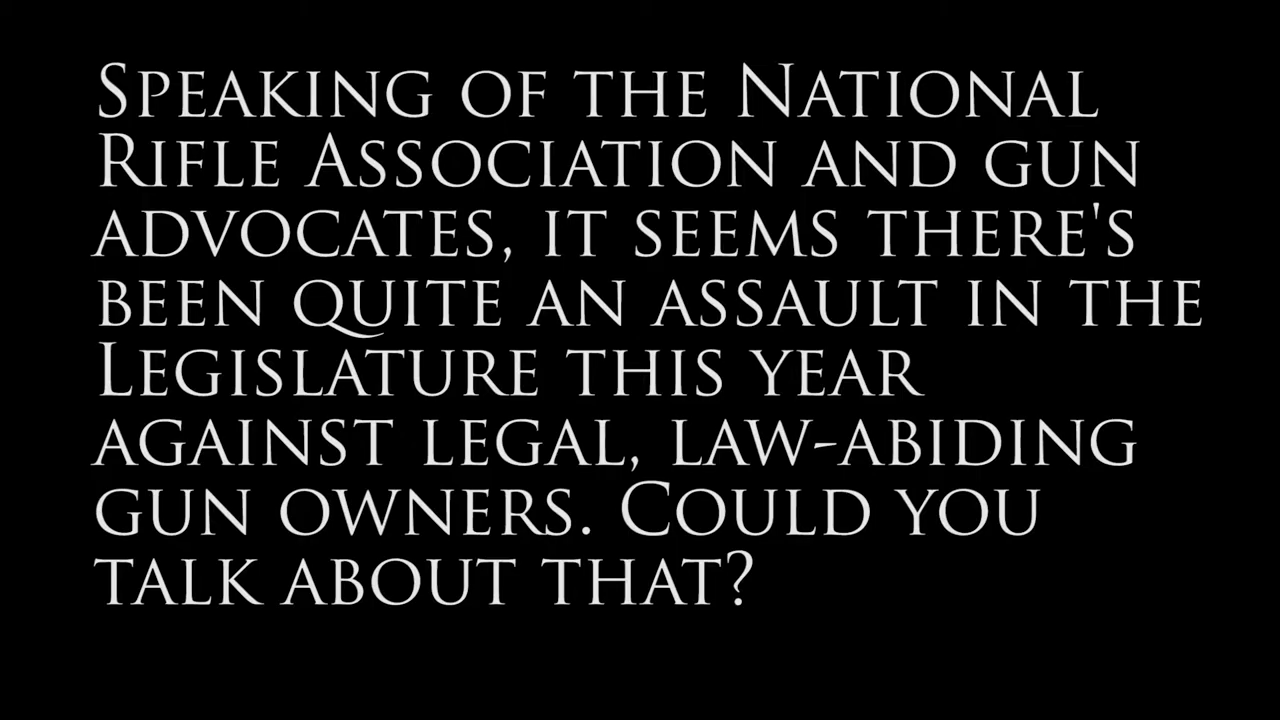 Speaking of the National
Rifle Association and gun
advocates, it seems there's
been quite an assault in the
Legislature this year
against legal, law-abiding
gun owners. Could you
talk about that?